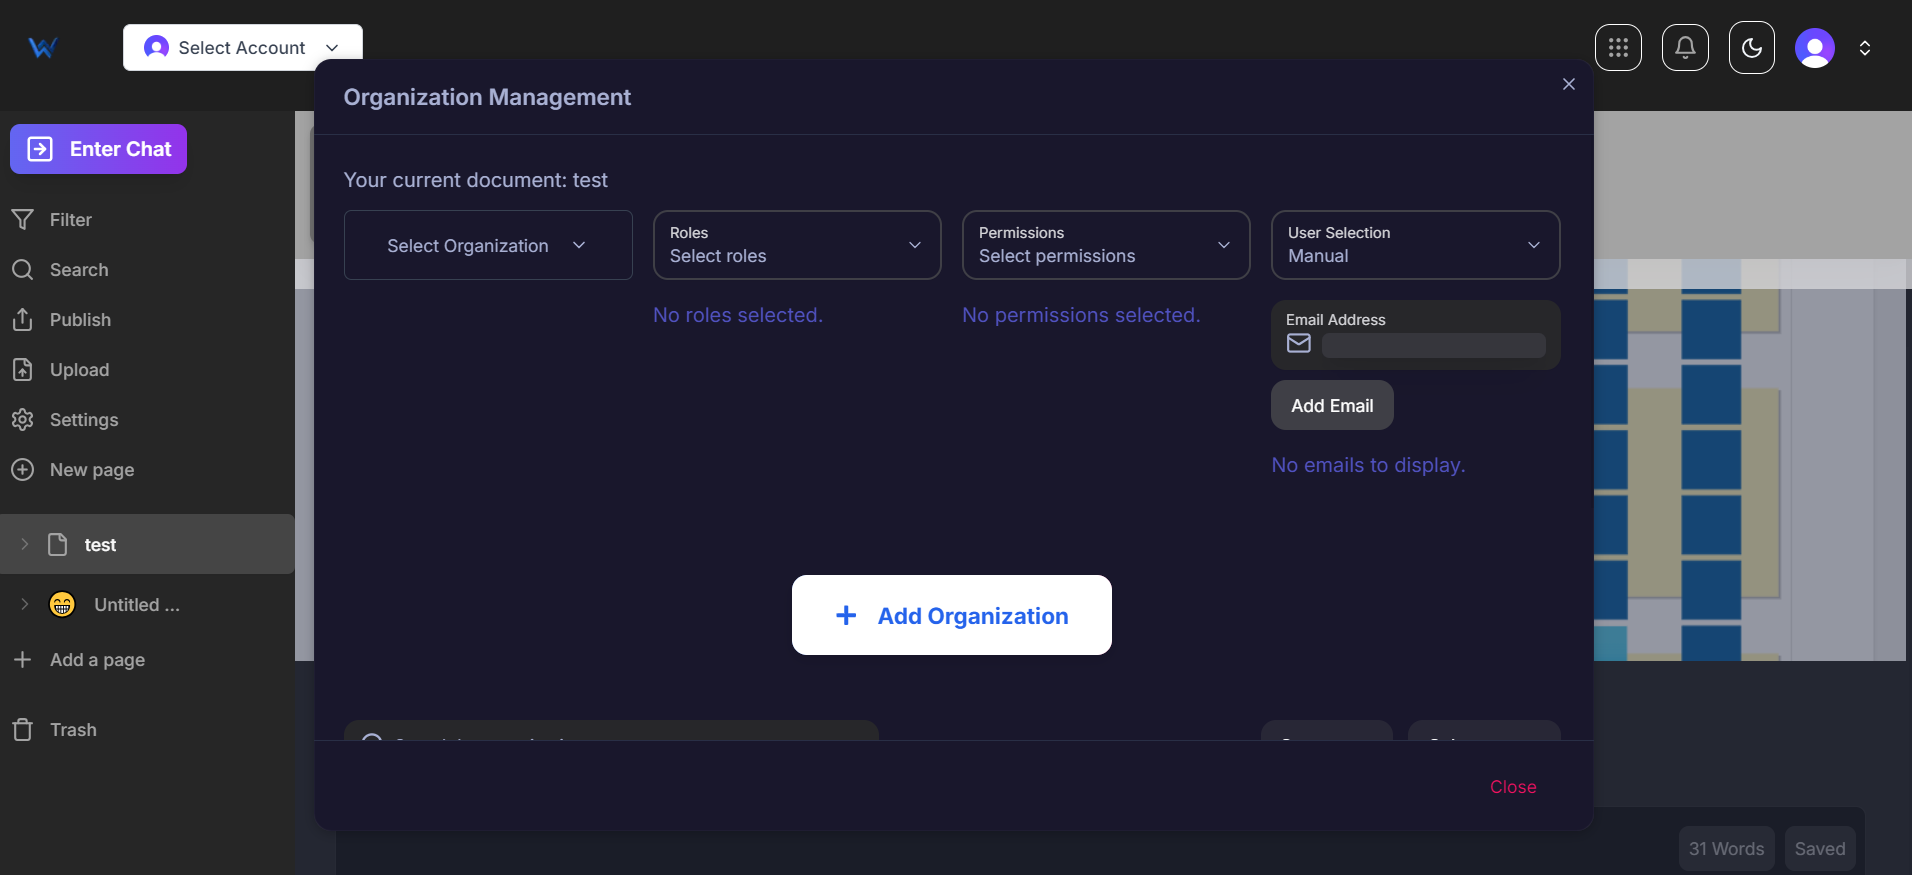 Select Account
Organization Management
Enter Chat
Filter
Search
Publish
Upload
Settings
New page
test
Untitled ...
Add a page
Trash
Your current document: test
Select Organization
Roles
Select roles
Permissions
Select permissions
User Selection
Manual
No roles selected.
No permissions selected.
Email Address
Add Email
No emails to display.
Add Organization
Close
31 Words
Saved